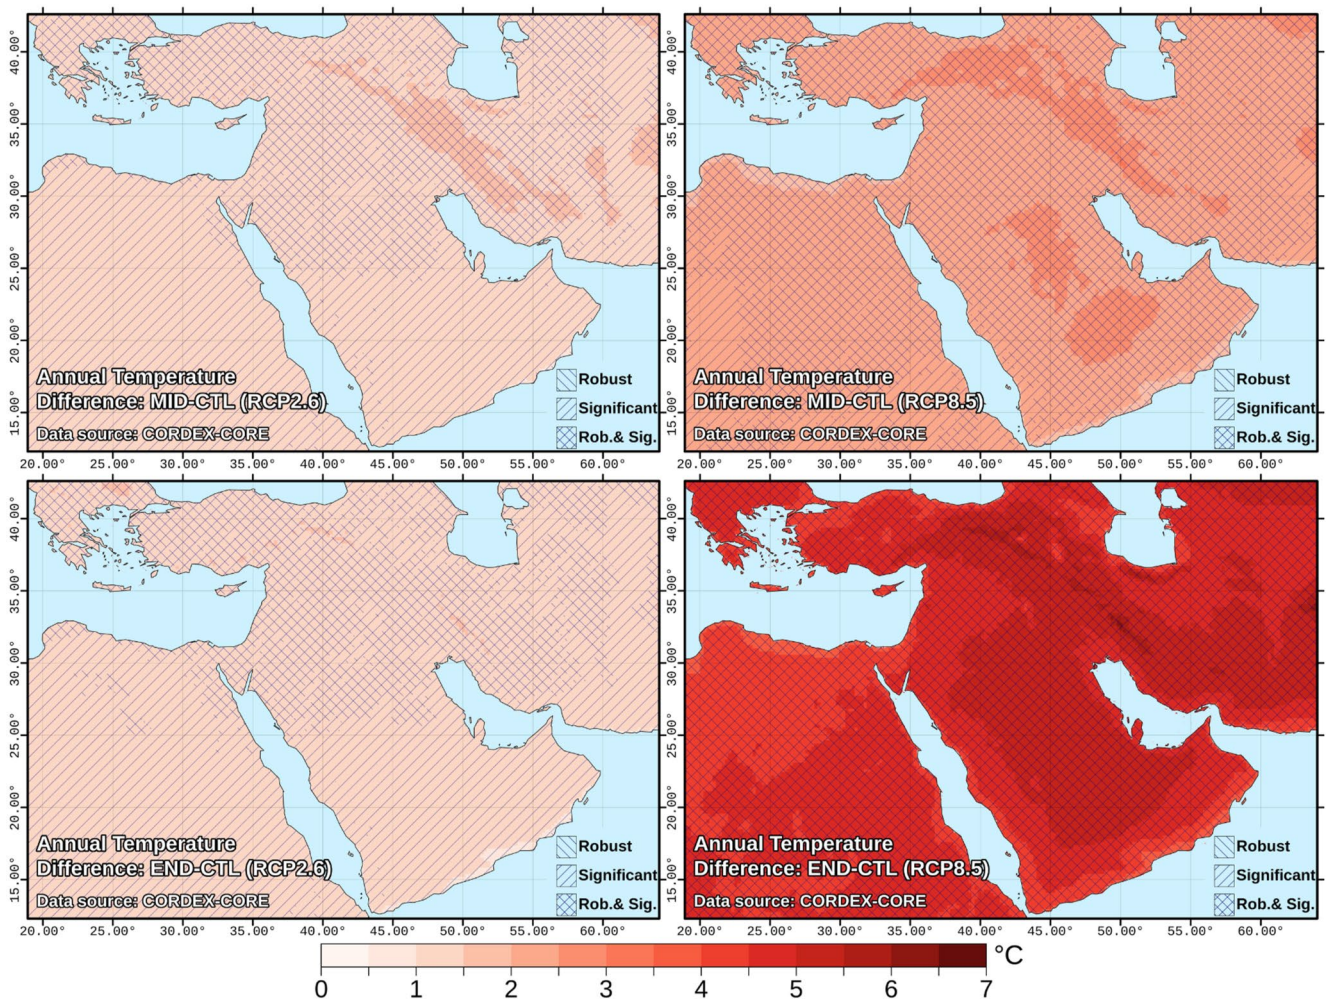 40.00°
35.00°
30.00°
25.00°
20.00°
15.00°
Annual Temperature
Difference: MID-CTL (RCP2.6)
Data source: CORDEX-CORE
Robust
Significant
Rob.& Sig.
20.00° 25.00° 30.00° 35.00° 40.00° 45.00° 50.00° 55.00° 60.00°
40.00°
35.00°
30.00°
25.00°
20.00°
15.00°
Annual Temperature
Difference: MID-CTL (RCP8.5)
Data source: CORDEX-CORE
Robust
Significant
Rob.& Sig.
20.00° 25.00° 30.00° 35.00° 40.00° 45.00° 50.00° 55.00° 60.00°
40.00°
35.00°
30.00°
25.00°
20.00°
15.00°
Annual Temperature
Difference: END-CTL (RCP2.6)
Data source: CORDEX-CORE
Robust
Significant
Rob.& Sig.
20.00° 25.00° 30.00° 35.00° 40.00° 45.00° 50.00° 55.00° 60.00°
40.00°
35.00°
30.00°
25.00°
20.00°
15.00°
Annual Temperature
Difference: END-CTL (RCP8.5)
Data source: CORDEX-CORE
Robust
Significant
Rob.& Sig.
20.00° 25.00° 30.00° 35.00° 40.00° 45.00° 50.00° 55.00° 60.00°
°C
0 1 2 3 4 5 6 7